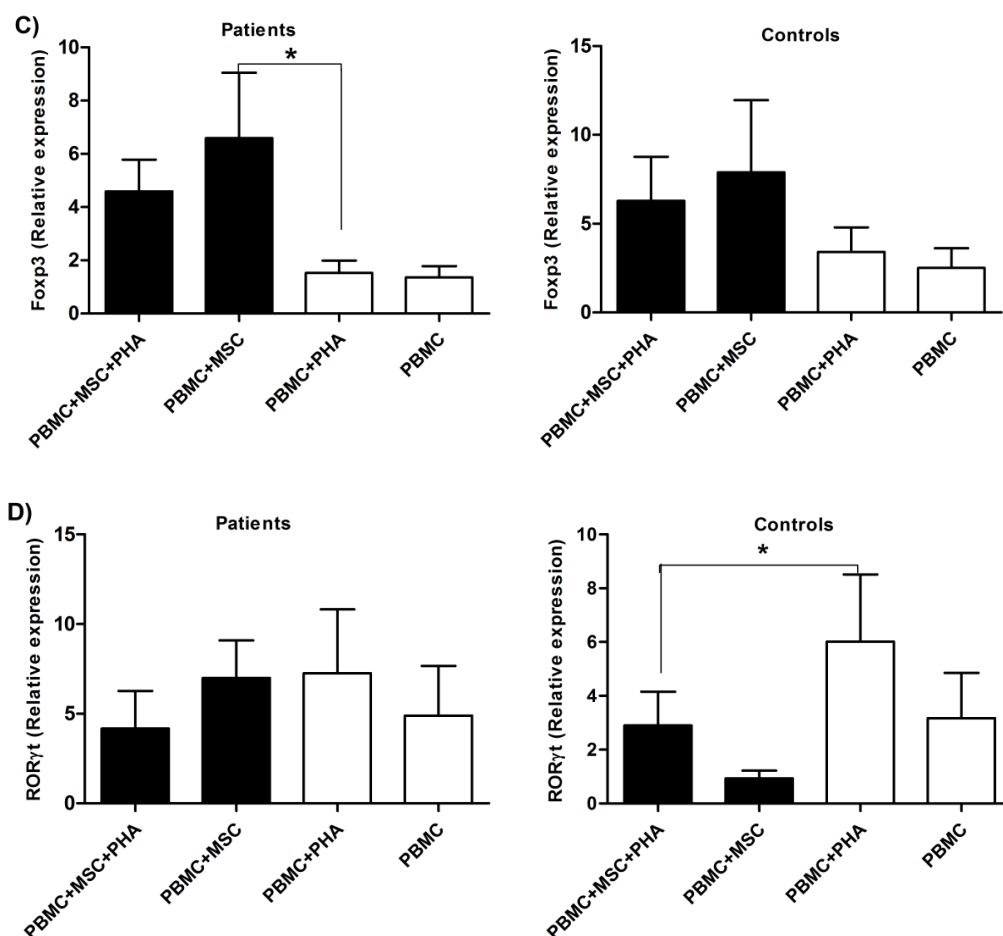 C)
Patients
*
Foxp3 (Relative expression)
10
8
6
4
2
0
PBMC+MSC+PHA
PBMC+MSC
PBMC+PHA
PBMC
Controls
Foxp3 (Relative expression)
15
10
5
0
PBMC+MSC+PHA
PBMC+MSC
PBMC+PHA
PBMC
D)
Patients
RORγt (Relative expression)
15
10
5
0
PBMC+MSC+PHA
PBMC+MSC
PBMC+PHA
PBMC
Controls
*
RORγt (Relative expression)
10
8
6
4
2
0
PBMC+MSC+PHA
PBMC+MSC
PBMC+PHA
PBMC